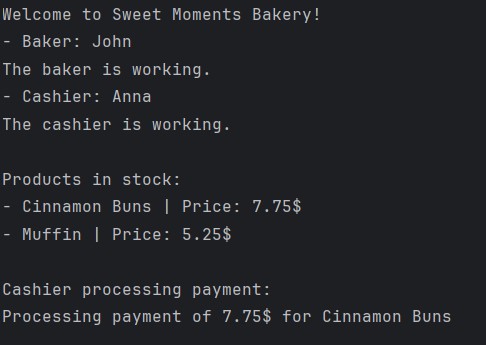 Welcome to Sweet Moments Bakery!
- Baker: John
The baker is working.
- Cashier: Anna
The cashier is working.

Products in stock:
- Cinnamon Buns | Price: 7.75$
- Muffin | Price: 5.25$

Cashier processing payment:
Processing payment of 7.75$ for Cinnamon Buns